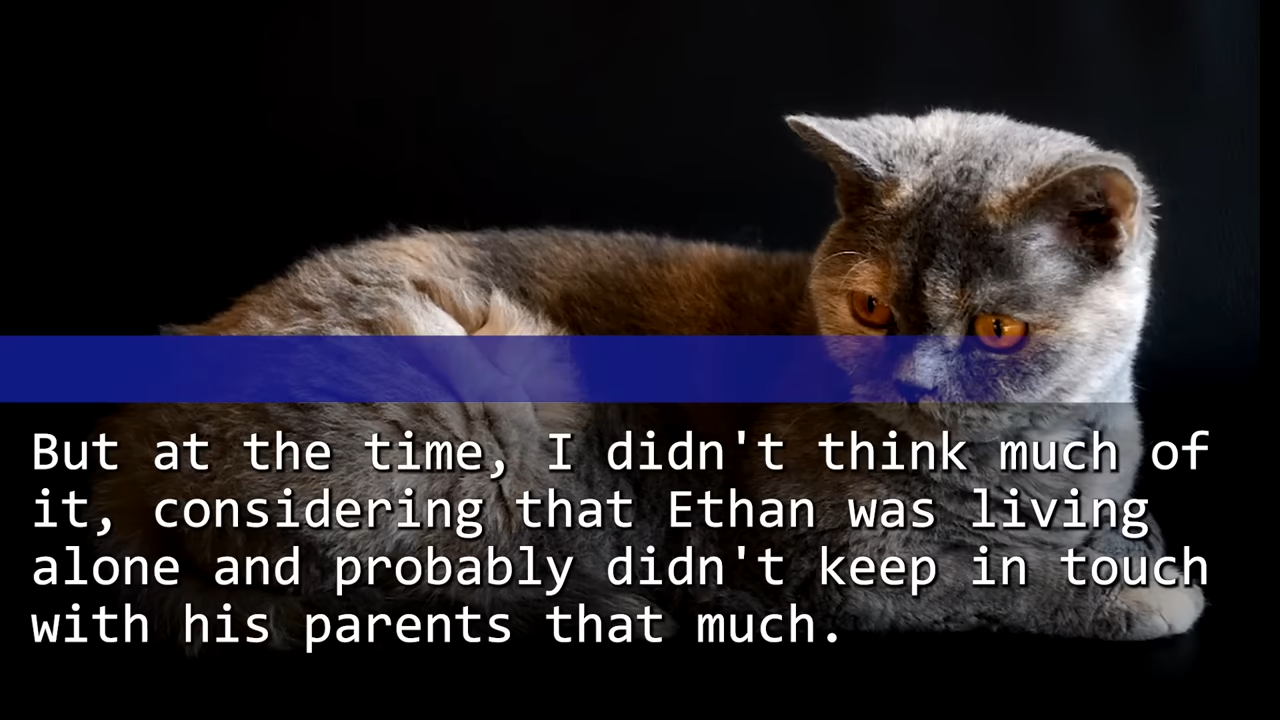 But at the time, I didn't think much of
it, considering that Ethan was living
alone and probably didn't keep in touch
with his parents that much.